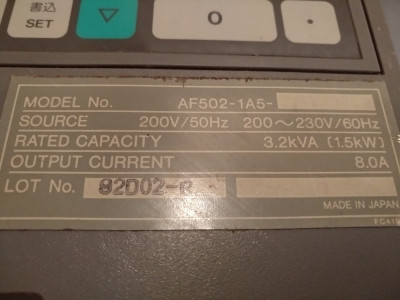 書込
SET
0
MODEL No. AF502-1A5-
SOURCE 200V/50Hz 200～230V/60Hz
RATED CAPACITY 3.2kVA (1.5kW)
OUTPUT CURRENT 8.0A
LOT No. 92D02-R
MADE IN JAPAN